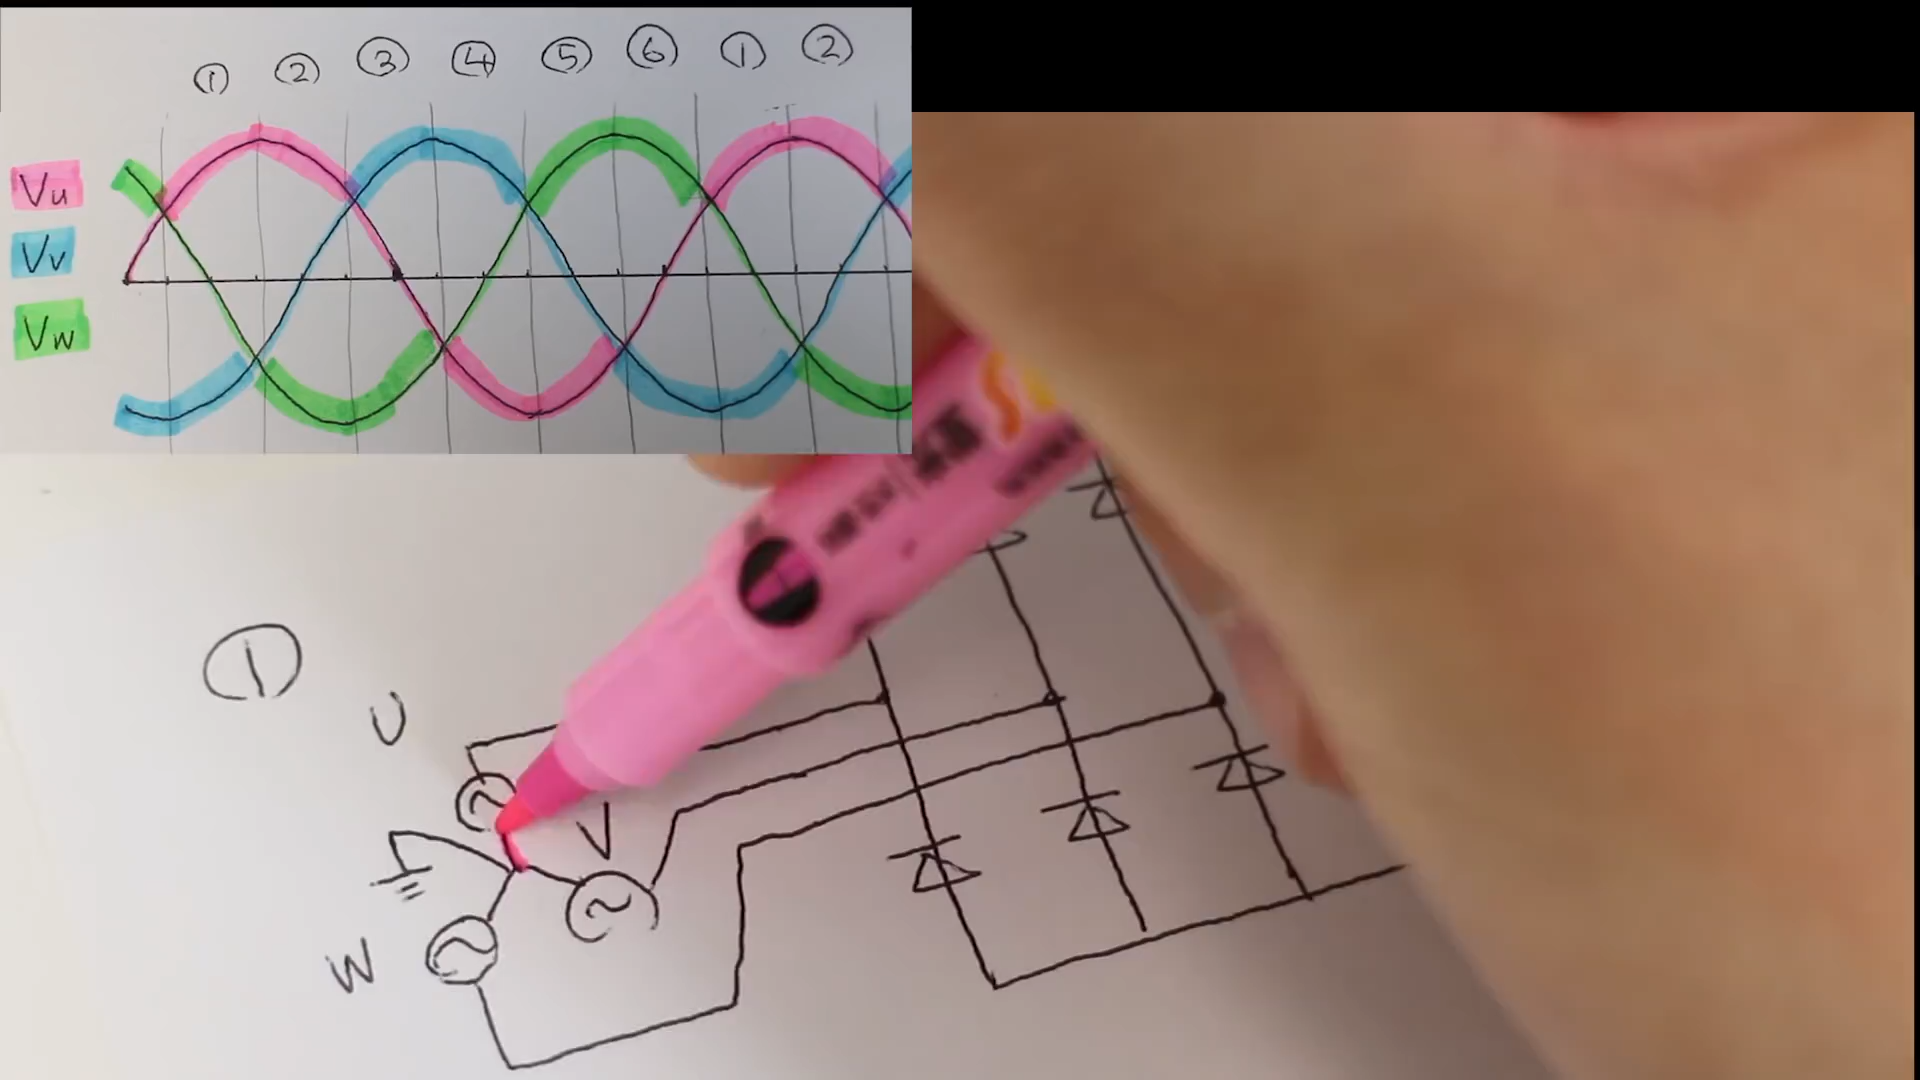 ① ② ③ ④ ⑤ ⑥ ① ②
Vu
Vv
Vw
①
U
V
W